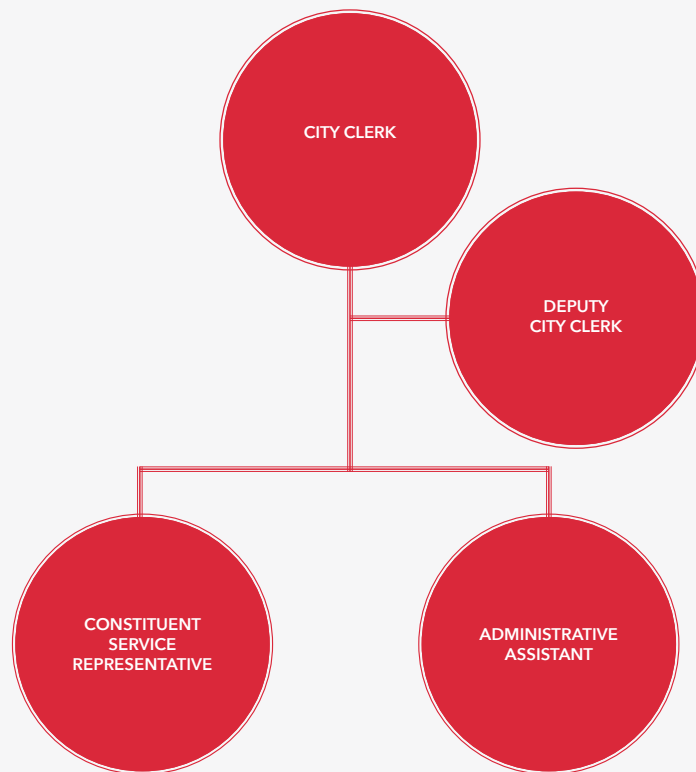 CITY CLERK
DEPUTY
CITY CLERK
CONSTITUENT
SERVICE
REPRESENTATIVE
ADMINISTRATIVE
ASSISTANT